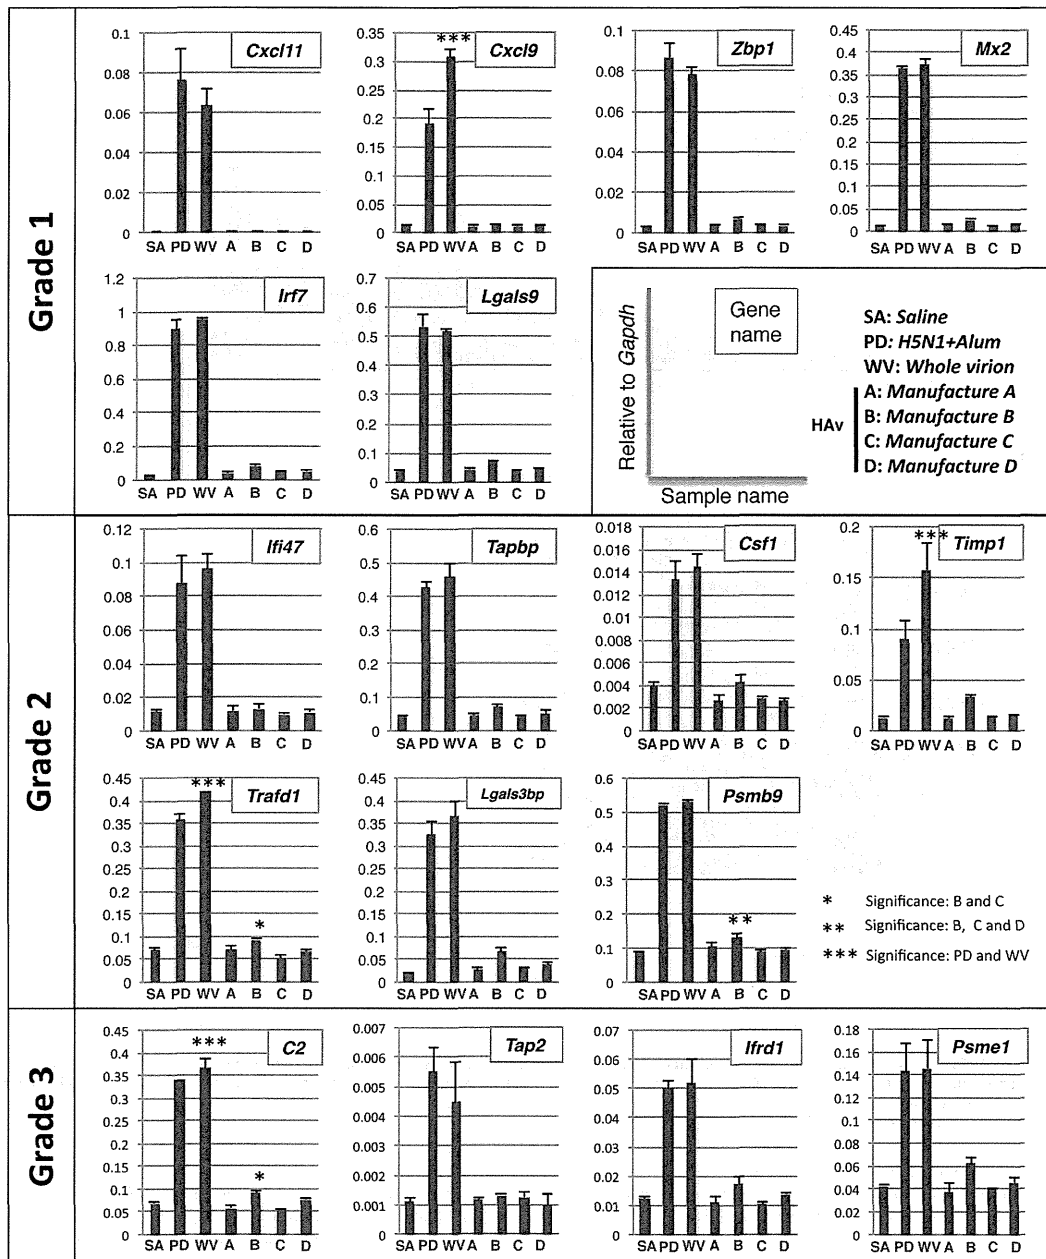 Grade 1
Cxcl11
0.1
0.08
0.06
0.04
0.02
0
SA PD WV A B C D
Cxcl9
***
0.35
0.3
0.25
0.2
0.15
0.1
0.05
0
SA PD WV A B C D
Zbp1
0.1
0.08
0.06
0.04
0.02
0
SA PD WV A B C D
Mx2
0.45
0.4
0.35
0.3
0.25
0.2
0.15
0.1
0.05
0
SA PD WV A B C D
Irf7
1.2
1
0.8
0.6
0.4
0.2
0
SA PD WV A B C D
Lgals9
0.7
0.6
0.5
0.4
0.3
0.2
0.1
0
SA PD WV A B C D
Relative to Gapdh
Gene
name
Sample name
SA: Saline
PD: H5N1+Alum
WV: Whole virion
A: Manufacture A
B: Manufacture B
HAv
C: Manufacture C
D: Manufacture D
Grade 2
Ifi47
0.12
0.1
0.08
0.06
0.04
0.02
0
SA PD WV A B C D
Tapbp
0.6
0.5
0.4
0.3
0.2
0.1
0
SA PD WV A B C D
Csf1
0.018
0.016
0.014
0.012
0.01
0.008
0.006
0.004
0.002
0
SA PD WV A B C D
Timp1
***
0.2
0.15
0.1
0.05
0
SA PD WV A B C D
Trafd1
***
0.45
0.4
0.35
0.3
0.25
0.2
0.15
0.1
0.05
0
*
SA PD WV A B C D
Lgals3bp
0.45
0.4
0.35
0.3
0.25
0.2
0.15
0.1
0.05
0
SA PD WV A B C D
Psmb9
0.6
0.5
0.4
0.3
0.2
0.1
0
**
SA PD WV A B C D
* Significance: B and C
** Significance: B, C and D
*** Significance: PD and WV
Grade 3
C2
***
0.45
0.4
0.35
0.3
0.25
0.2
0.15
0.1
0.05
0
*
SA PD WV A B C D
Tap2
0.007
0.006
0.005
0.004
0.003
0.002
0.001
0
SA PD WV A B C D
Ifrd1
0.07
0.06
0.05
0.04
0.03
0.02
0.01
0
SA PD WV A B C D
Psme1
0.18
0.16
0.14
0.12
0.1
0.08
0.06
0.04
0.02
0
SA PD WV A B C D